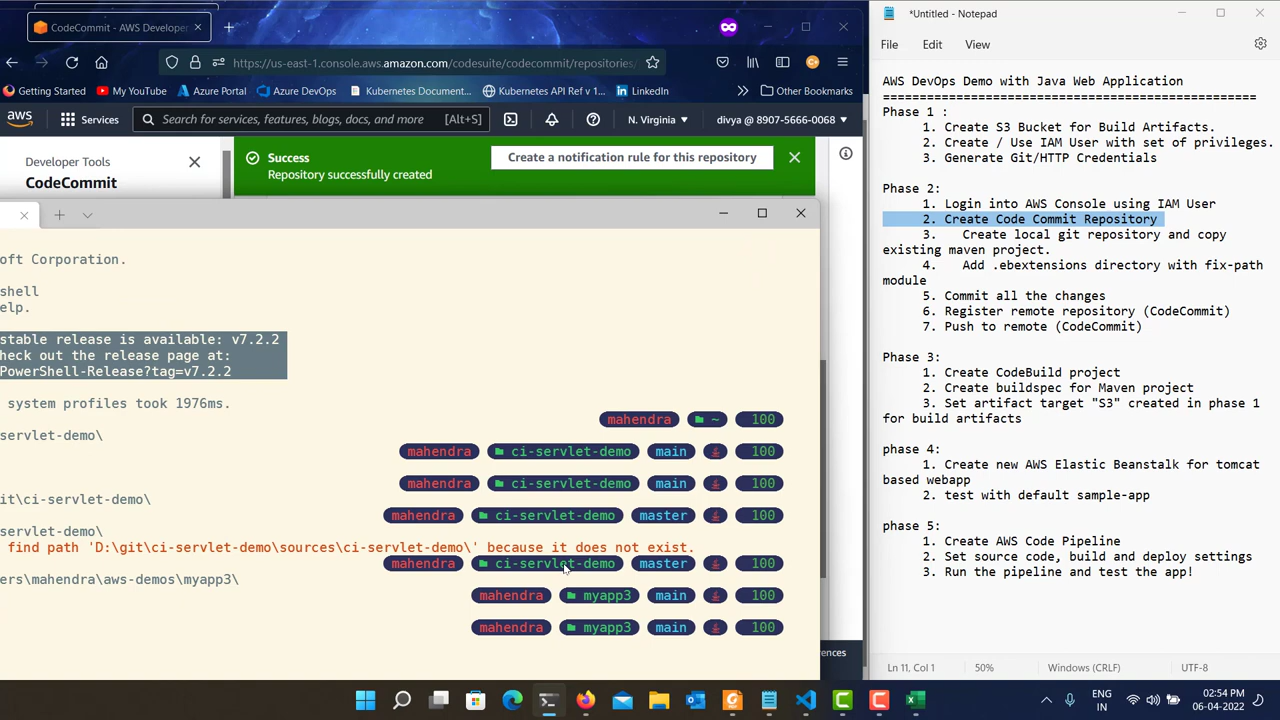 CodeCommit - AWS Developer
https://us-east-1.console.aws.amazon.com/codesuite/codecommit/repositories/
Getting Started
My YouTube
Azure Portal
Azure DevOps
Kubernetes Document…
Kubernetes API Ref v 1…
LinkedIn
Other Bookmarks
aws
Services
Search for services, features, blogs, docs, and more
[Alt+S]
N. Virginia
divya @ 8907-5666-0068
Developer Tools
CodeCommit
Success
Repository successfully created
Create a notification rule for this repository
oft Corporation.
shell
elp.
stable release is available: v7.2.2
heck out the release page at:
PowerShell-Release?tag=v7.2.2
system profiles took 1976ms.
mahendra ~ 100
servlet-demo\
mahendra ci-servlet-demo main 100
mahendra ci-servlet-demo main 100
it\ci-servlet-demo\
mahendra ci-servlet-demo master 100
servlet-demo\
find path 'D:\git\ci-servlet-demo\sources\ci-servlet-demo\' because it does not exist.
mahendra ci-servlet-demo master 100
ers\mahendra\aws-demos\myapp3\
mahendra myapp3 main 100
mahendra myapp3 main 100
erences
*Untitled - Notepad
File Edit View
AWS DevOps Demo with Java Web Application
====================================================
Phase 1 :
1. Create S3 Bucket for Build Artifacts.
2. Create / Use IAM User with set of privileges.
3. Generate Git/HTTP Credentials
Phase 2:
1. Login into AWS Console using IAM User
2. Create Code Commit Repository
3. Create local git repository and copy
existing maven project.
4. Add .ebextensions directory with fix-path
module
5. Commit all the changes
6. Register remote repository (CodeCommit)
7. Push to remote (CodeCommit)
Phase 3:
1. Create CodeBuild project
2. Create buildspec for Maven project
3. Set artifact target "S3" created in phase 1
for build artifacts
phase 4:
1. Create new AWS Elastic Beanstalk for tomcat
based webapp
2. test with default sample-app
phase 5:
1. Create AWS Code Pipeline
2. Set source code, build and deploy settings
3. Run the pipeline and test the app!
Ln 11, Col 1
50%
Windows (CRLF)
UTF-8
ENG
IN
02:54 PM
06-04-2022